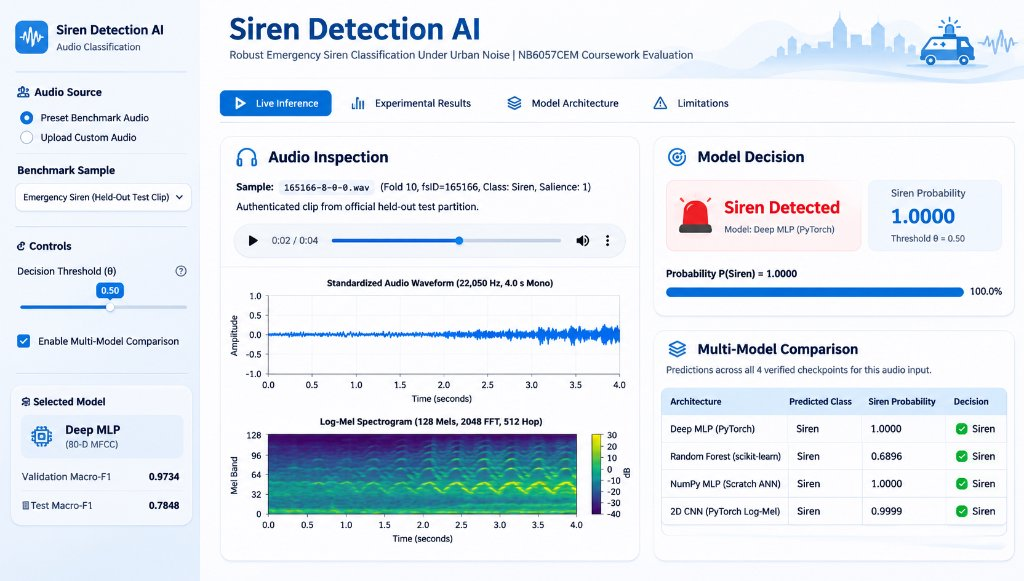 Siren Detection AI
Audio Classification
Audio Source
Preset Benchmark Audio
Upload Custom Audio
Benchmark Sample
Emergency Siren (Held-Out Test Clip)
Controls
Decision Threshold (θ)
?
0.50
Enable Multi-Model Comparison
Selected Model
Deep MLP
(80-D MFCC)
Validation Macro-F1 0.9734
Test Macro-F1 0.7848
Siren Detection AI
Robust Emergency Siren Classification Under Urban Noise | NB6057CEM Coursework Evaluation
Live Inference Experimental Results Model Architecture Limitations
Audio Inspection
Sample: 165166-8-0-0.wav (Fold 10, fsID=165166, Class: Siren, Salience: 1)
Authenticated clip from official held-out test partition.
0:02 / 0:04
Standardized Audio Waveform (22,050 Hz, 4.0 s Mono)
Amplitude
1.0
0.5
0.0
-0.5
-1.0
0.0 0.5 1.0 1.5 2.0 2.5 3.0 3.5 4.0
Time (seconds)
Log-Mel Spectrogram (128 Mels, 2048 FFT, 512 Hop)
Mel Band
128
96
64
32
0
0.0 0.5 1.0 1.5 2.0 2.5 3.0 3.5 4.0
Time (seconds)
30
20
10
0
-10
-20
-30
-40
dB
Model Decision
Siren Detected
Model: Deep MLP (PyTorch)
Siren Probability
1.0000
Threshold θ = 0.50
Probability P(Siren) = 1.0000
100.0%
Multi-Model Comparison
Predictions across all 4 verified checkpoints for this audio input.
Architecture Predicted Class Siren Probability Decision
Deep MLP (PyTorch) Siren 1.0000 Siren
Random Forest (scikit-learn) Siren 0.6896 Siren
NumPy MLP (Scratch ANN) Siren 1.0000 Siren
2D CNN (PyTorch Log-Mel) Siren 0.9999 Siren